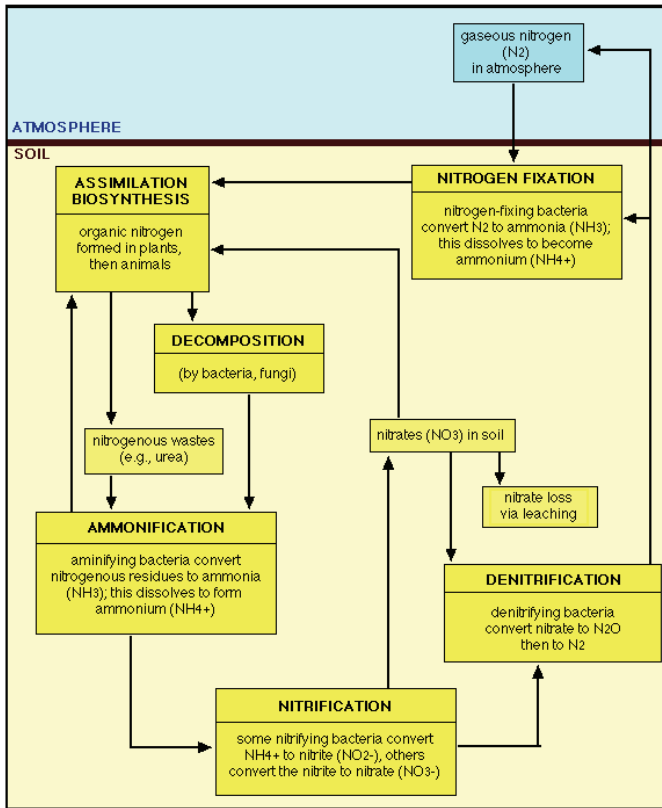 gaseous nitrogen
(N2)
in atmosphere
ATMOSPHERE
SOIL
ASSIMILATION
BIOSYNTHESIS
organic nitrogen
formed in plants,
then animals
NITROGEN FIXATION
nitrogen-fixing bacteria
convert N2 to ammonia (NH3);
this dissolves to become
ammonium (NH4+)
DECOMPOSITION
(by bacteria, fungi)
nitrogenous wastes
(e.g., urea)
nitrates (NO3) in soil
nitrate loss
via leaching
AMMONIFICATION
aminifying bacteria convert
nitrogenous residues to ammonia
(NH3); this dissolves to form
ammonium (NH4+)
DENITRIFICATION
denitrifying bacteria
convert nitrate to N2O
then to N2
NITRIFICATION
some nitrifying bacteria convert
NH4+ to nitrite (NO2-), others
convert the nitrite to nitrate (NO3-)